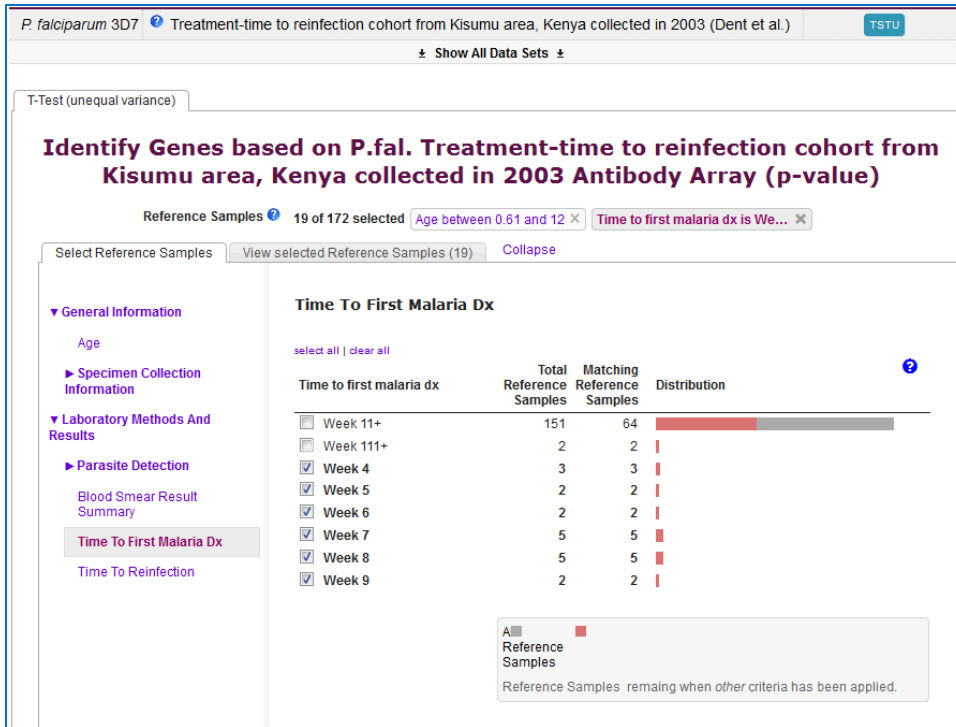 P. falciparum 3D7 Treatment-time to reinfection cohort from Kisumu area, Kenya collected in 2003 (Dent et al.) TSTU
Show All Data Sets
T-Test (unequal variance)
Identify Genes based on P.fal. Treatment-time to reinfection cohort from
Kisumu area, Kenya collected in 2003 Antibody Array (p-value)
Reference Samples ? 19 of 172 selected Age between 0.61 and 12 × Time to first malaria dx is We... ×
Select Reference Samples View selected Reference Samples (19) Collapse
▼ General Information
Age
► Specimen Collection
Information
▼ Laboratory Methods And
Results
► Parasite Detection
Blood Smear Result
Summary
Time To First Malaria Dx
Time To Reinfection
Time To First Malaria Dx
select all | clear all
Time to first malaria dx Total Reference Samples Matching Reference Samples Distribution ?
Week 11+ 151 64
Week 111+ 2 2
Week 4 3 3
Week 5 2 2
Week 6 2 2
Week 7 5 5
Week 8 5 5
Week 9 2 2
A
Reference
Samples
Reference Samples remaing when other criteria has been applied.